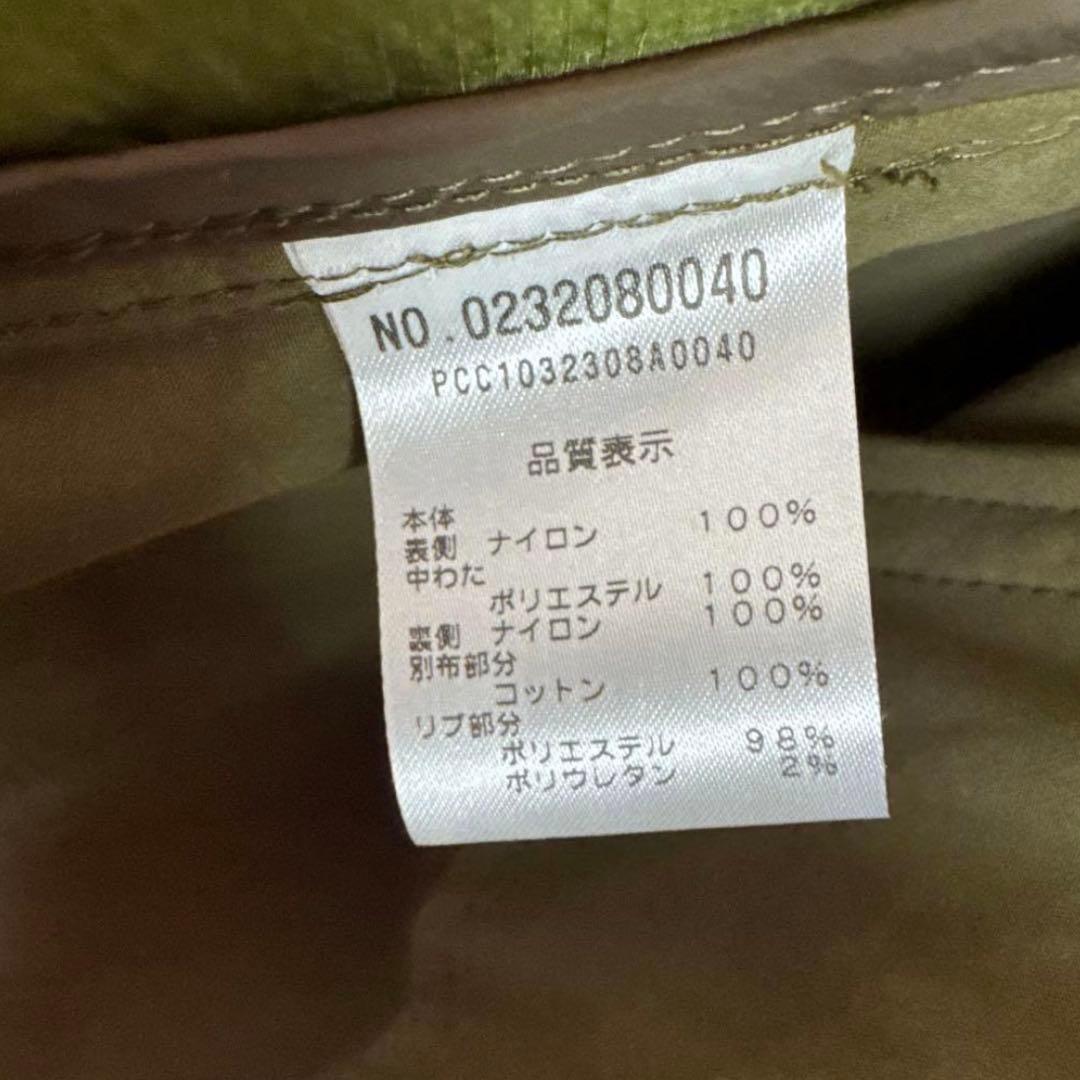 NO.0232080040
PCC1032308A0040
品質表示
本体
表側 ナイロン 100%
中わた
ポリエステル 100%
裏側 ナイロン 100%
別布部分
コットン 100%
リブ部分
ポリエステル 98%
ポリウレタン 2%